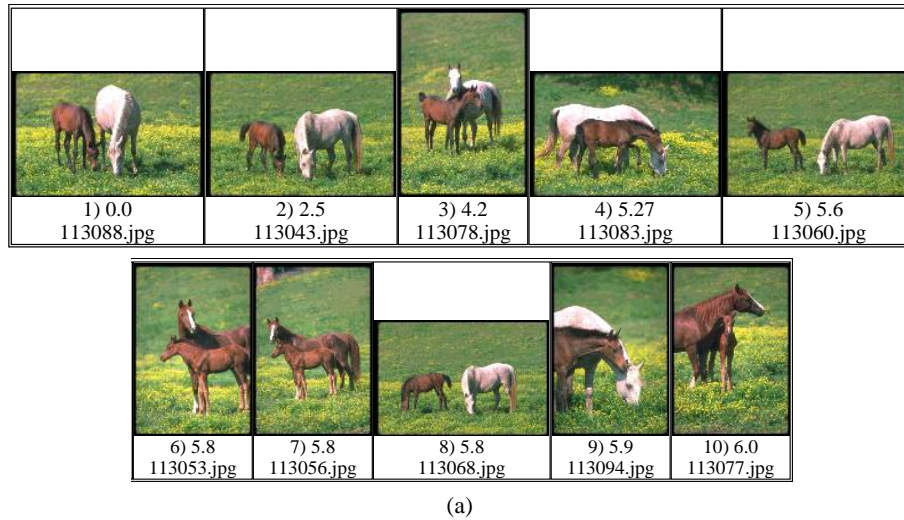 1) 0.0
113088.jpg
2) 2.5
113043.jpg
3) 4.2
113078.jpg
4) 5.27
113083.jpg
5) 5.6
113060.jpg
6) 5.8
113053.jpg
7) 5.8
113056.jpg
8) 5.8
113068.jpg
9) 5.9
113094.jpg
10) 6.0
113077.jpg
(a)